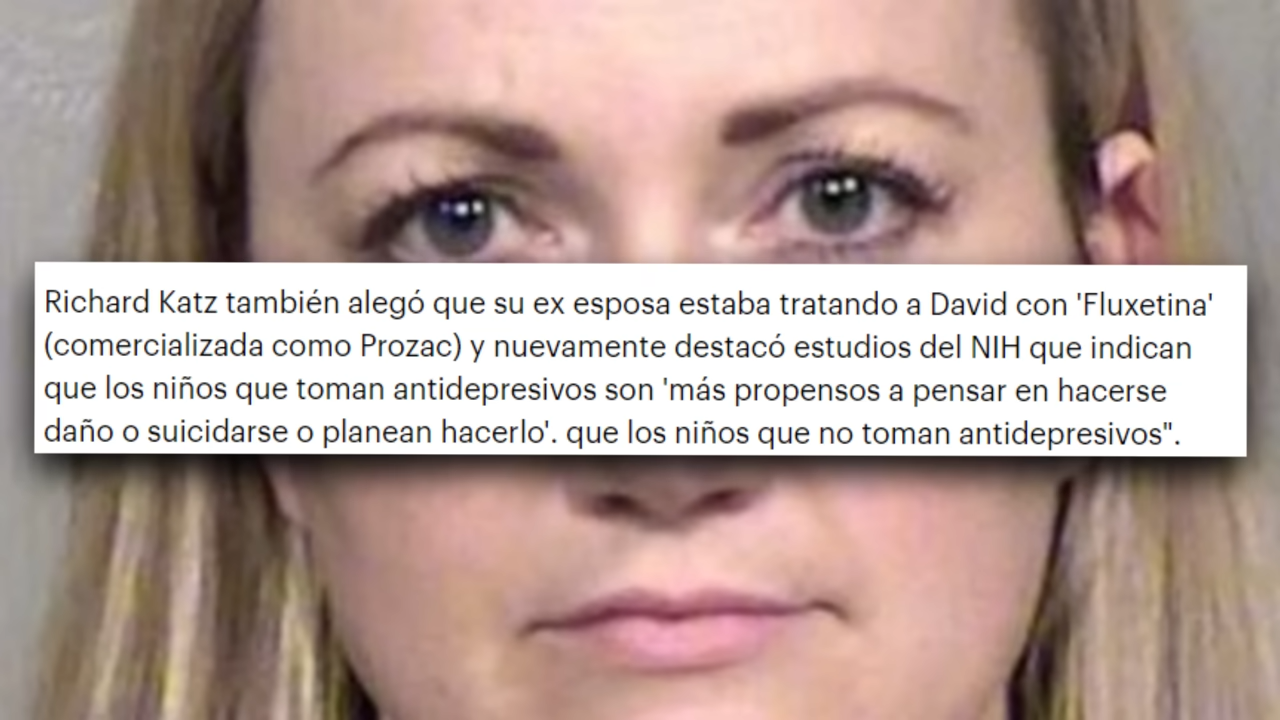 Richard Katz también alegó que su ex esposa estaba tratando a David con 'Fluxetina'
(comercializada como Prozac) y nuevamente destacó estudios del NIH que indican
que los niños que toman antidepresivos son 'más propensos a pensar en hacerse
daño o suicidarse o planean hacerlo'. que los niños que no toman antidepresivos".